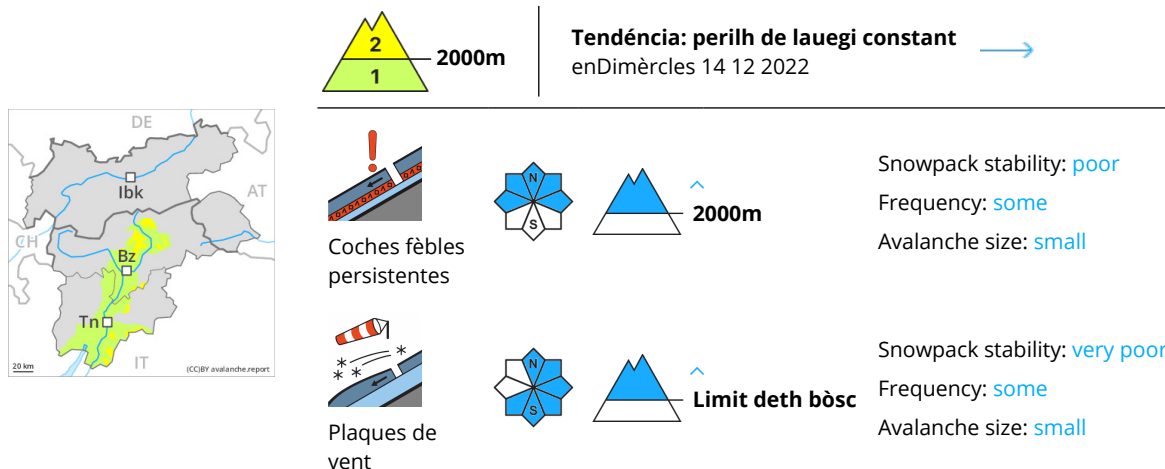 2
1
2000m
Tendéncia: perilh de lauegi constant
enDimèrcles 14 12 2022
DE
Ibk
AT
CH
Bz
Tn
IT
20 km
(CC)BY avalanche.report
Coches fèbles
persistentes
N
S
2000m
Snowpack stability: poor
Frequency: some
Avalanche size: small
Plaques de
vent
N
S
Limit deth bòsc
Snowpack stability: very poor
Frequency: some
Avalanche size: small